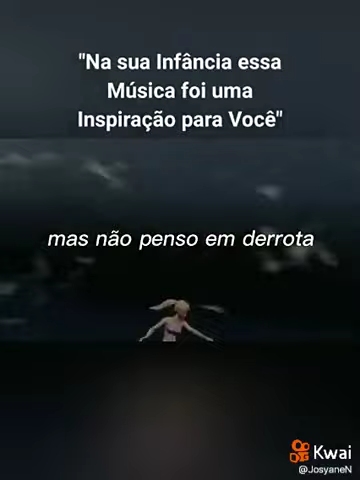 "Na sua Infância essa
Música foi uma
Inspiração para Você"
mas não penso em derrota
Kwai
@JosyaneN